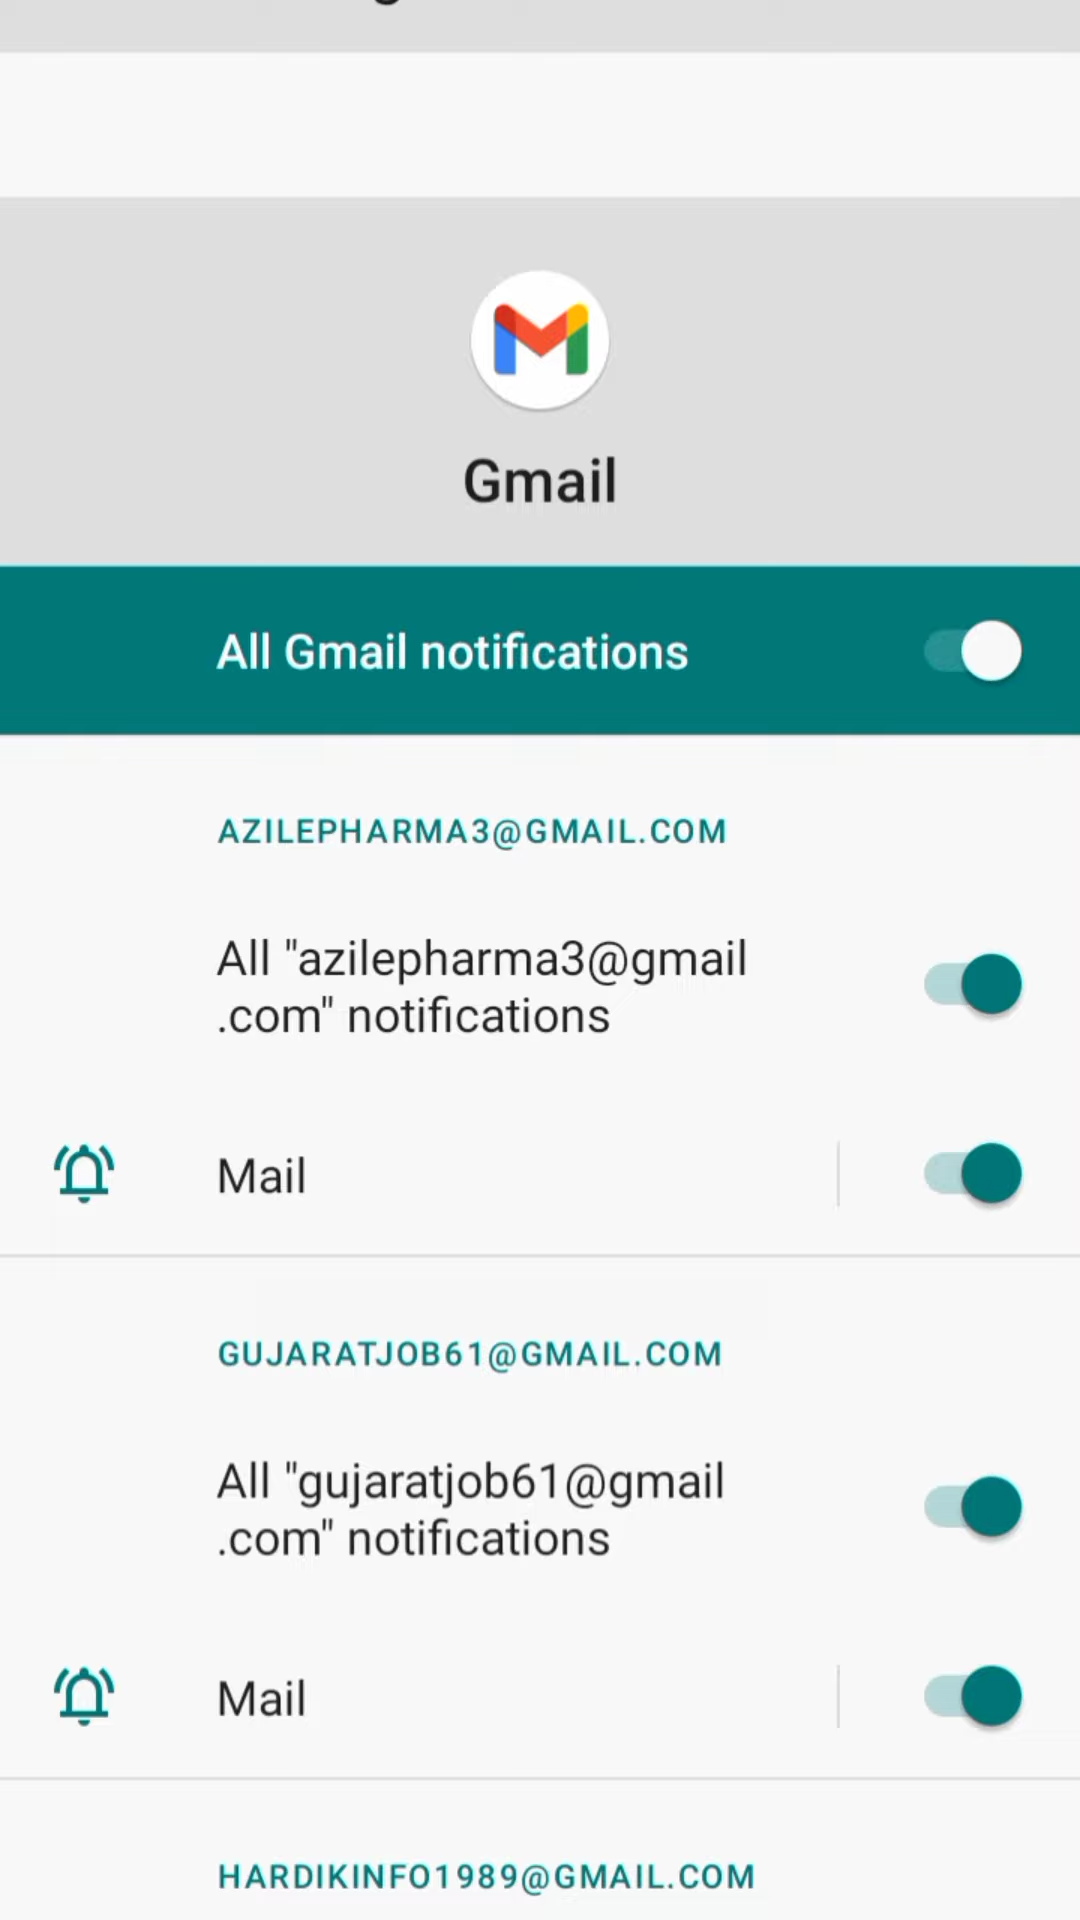 Gmail
All Gmail notifications
AZILEPHARMA3@GMAIL.COM
All "azilepharma3@gmail
.com" notifications
Mail
GUJARATJOB61@GMAIL.COM
All "gujaratjob61@gmail
.com" notifications
Mail
HARDIKINFO1989@GMAIL.COM